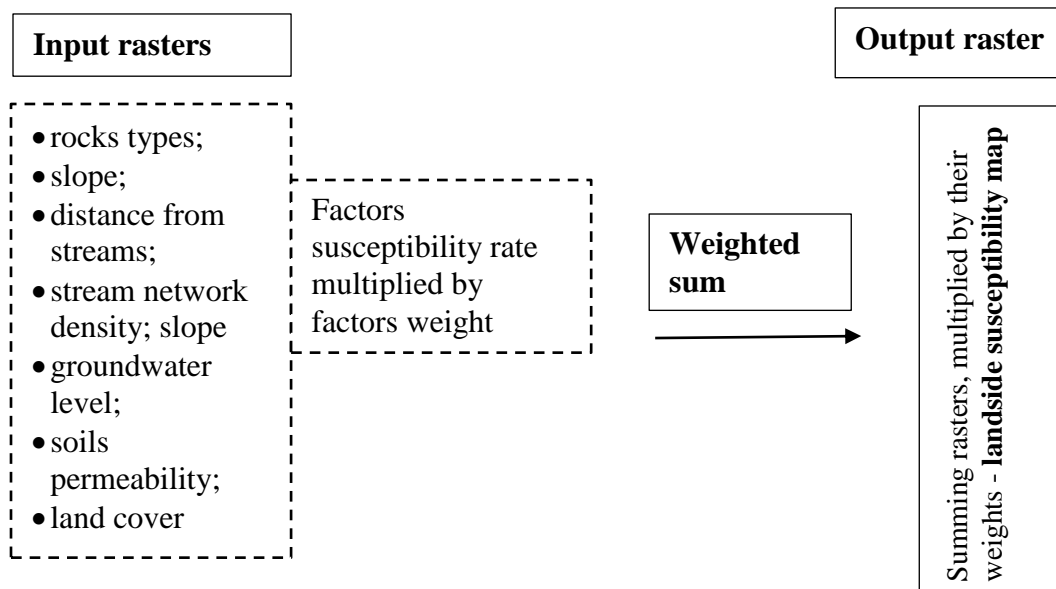 Input rasters
Output raster
• rocks types;
• slope;
• distance from
streams;
• stream network
density; slope
• groundwater
level;
• soils
permeability;
• land cover
Factors
susceptibility rate
multiplied by
factors weight
Weighted
sum
Summing rasters, multiplied by their
weights - landside susceptibility map